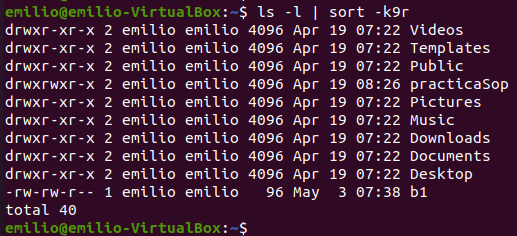 emilio@emilio-VirtualBox:~$ ls -l | sort -k9r
drwxr-xr-x 2 emilio emilio 4096 Apr 19 07:22 Videos
drwxr-xr-x 2 emilio emilio 4096 Apr 19 07:22 Templates
drwxr-xr-x 2 emilio emilio 4096 Apr 19 07:22 Public
drwxrwxr-x 2 emilio emilio 4096 Apr 19 08:26 practicaSop
drwxr-xr-x 2 emilio emilio 4096 Apr 19 07:22 Pictures
drwxr-xr-x 2 emilio emilio 4096 Apr 19 07:22 Music
drwxr-xr-x 2 emilio emilio 4096 Apr 19 07:22 Downloads
drwxr-xr-x 2 emilio emilio 4096 Apr 19 07:22 Documents
drwxr-xr-x 2 emilio emilio 4096 Apr 19 07:22 Desktop
-rw-rw-r-- 1 emilio emilio   96 May  3 07:38 b1
total 40
emilio@emilio-VirtualBox:~$